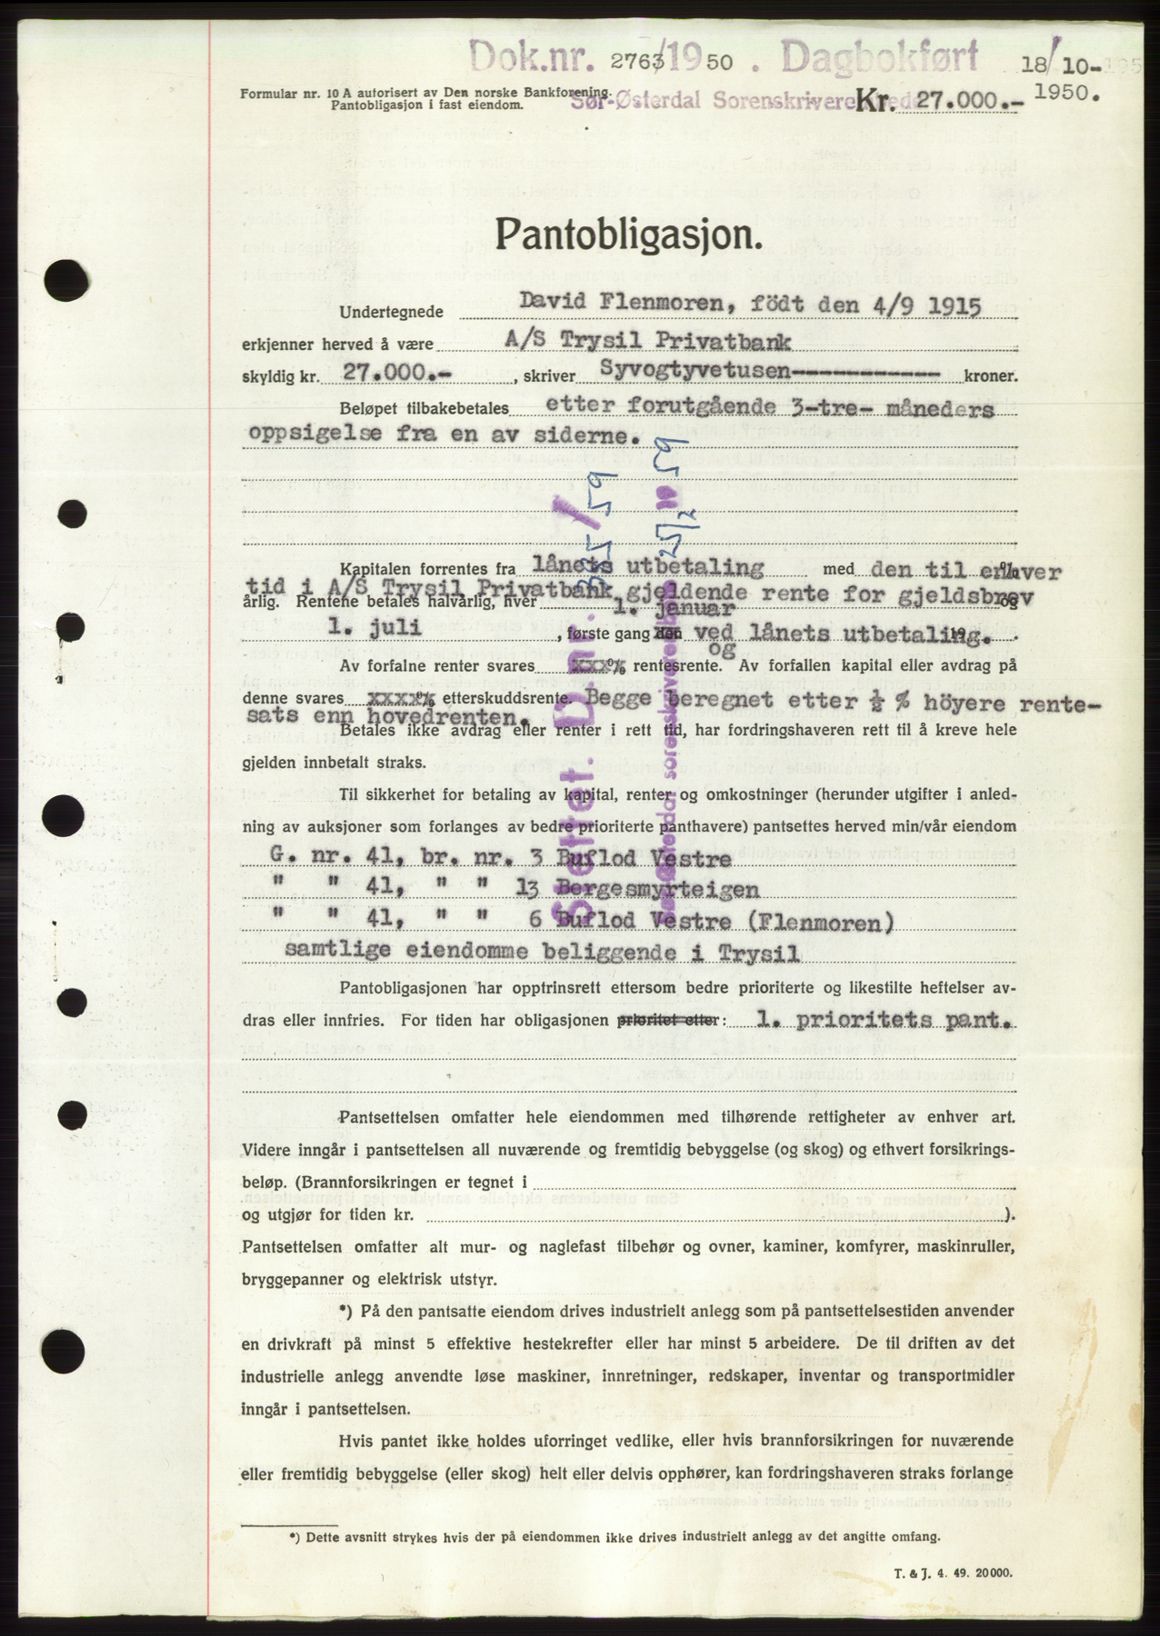 Dok.nr. 2763/1950. Dagbokført 18/10-1950.
Formular nr. 10 A autorisert av Den norske Bankforening.
Pantobligasjon i fast eiendom.
Sør-Østerdal Sorenskriverembede
Kr. 27.000.-
Pantobligasjon.
Undertegnede David Flenmoren, födt den 4/9 1915
erkjenner herved å være A/S Trysil Privatbank
skyldig kr. 27.000.-, skriver Syvogtyvetusen----------- kroner.
Beløpet tilbakebetales etter forutgående 3-tre- måneders
oppsigelse fra en av siderne.
Kapitalen forrentes fra lånets utbetaling med den til enhver
tid i A/S Trysil Privatbank gjeldende rente for gjeldsbrev
årlig. Rentene betales halvårlig, hver 1. januar og
1. juli, første gang den ved lånets utbetaling. 19 .
og
Av forfalne renter svares xxx% rentesrente. Av forfallen kapital eller avdrag på
denne svares xxxx% etterskuddsrente. Begge beregnet etter ½ % höyere rente-
sats enn hovedrenten.
Betales ikke avdrag eller renter i rett tid, har fordringshaveren rett til å kreve hele
gjelden innbetalt straks.
Til sikkerhet for betaling av kapital, renter og omkostninger (herunder utgifter i anled-
ning av auksjoner som forlanges av bedre prioriterte panthavere) pantsettes herved min/vår eiendom
G. nr. 41, br. nr. 3 Buflod Vestre
" " 41, " " 13 Bergesmyrteigen
" " 41, " " 6 Buflod Vestre (Flenmoren)
samtlige eiendomme beliggende i Trysil
Slettet. D.nr. 385/59
Sør-Østerdal sorenskriverembede 25/2 1959
Pantobligasjonen har opptrinsrett ettersom bedre prioriterte og likestilte heftelser av-
dras eller innfries. For tiden har obligasjonen prioritet etter: 1. prioritets pant.
Pantsettelsen omfatter hele eiendommen med tilhørende rettigheter av enhver art.
Videre inngår i pantsettelsen all nuværende og fremtidig bebyggelse (og skog) og ethvert forsikrings-
beløp. (Brannforsikringen er tegnet i
og utgjør for tiden kr. ).
Pantsettelsen omfatter alt mur- og naglefast tilbehør og ovner, kaminer, komfyrer, maskinruller,
bryggepanner og elektrisk utstyr.
*) På den pantsatte eiendom drives industrielt anlegg som på pantsettelsestiden anvender
en drivkraft på minst 5 effektive hestekrefter eller har minst 5 arbeidere. De til driften av det
industrielle anlegg anvendte løse maskiner, innretninger, redskaper, inventar og transportmidler
inngår i pantsettelsen.
Hvis pantet ikke holdes uforringet vedlike, eller hvis brannforsikringen for nuværende
eller fremtidig bebyggelse (eller skog) helt eller delvis opphører, kan fordringshaveren straks forlange
*) Dette avsnitt strykes hvis der på eiendommen ikke drives industrielt anlegg av det angitte omfang.
T. & J. 4. 49. 20000.